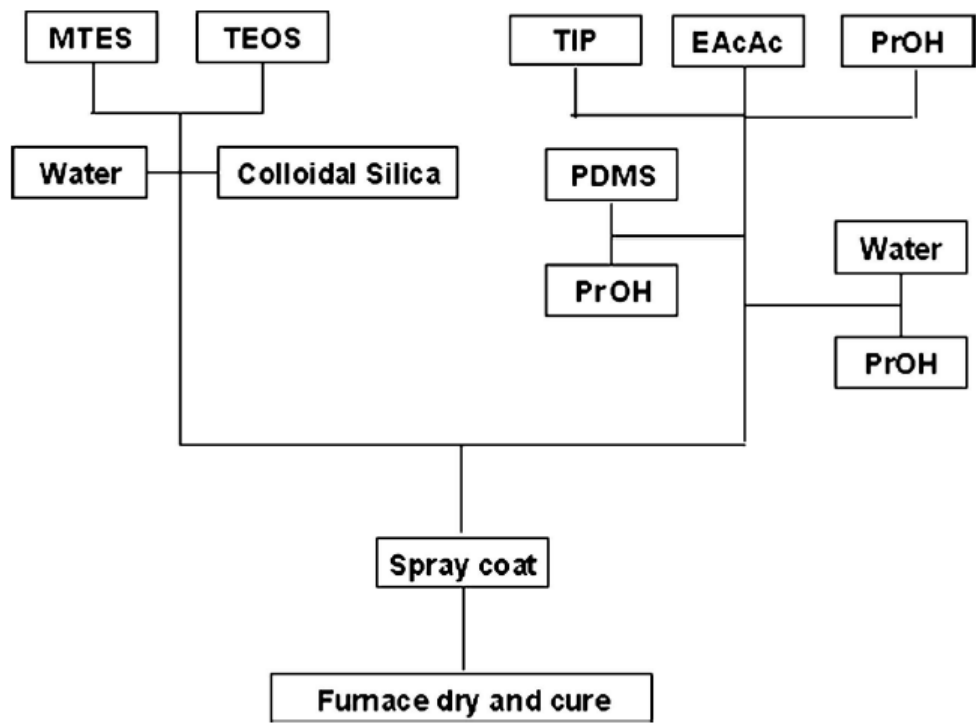 MTES
TEOS
TIP
EAcAc
PrOH
Water
Colloidal Silica
PDMS
PrOH
Water
PrOH
Spray coat
Furnace dry and cure